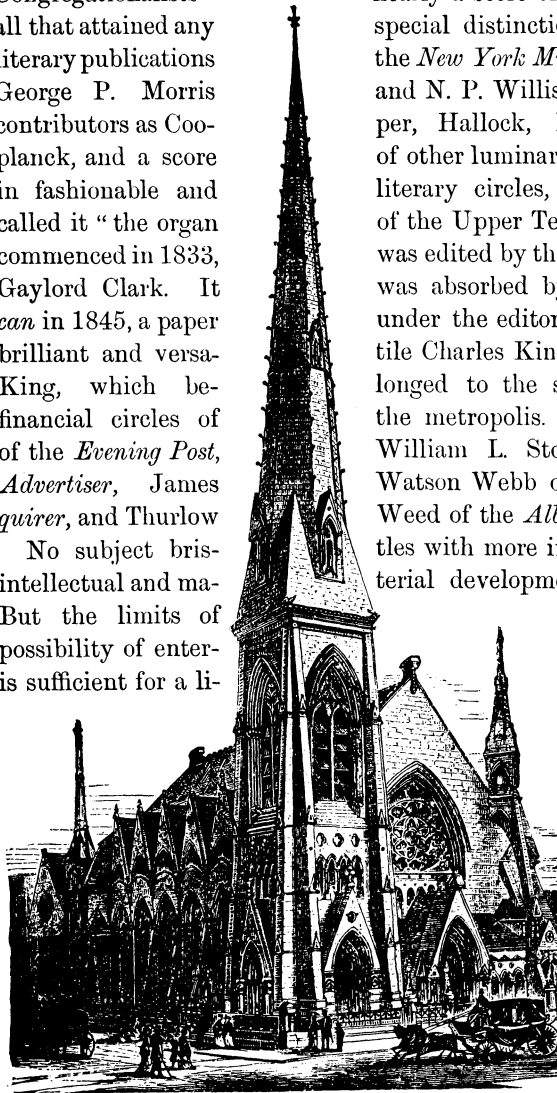 all that attained any special distincti
literary publications the New York M
George P. Morris and N. P. Willis
contributors as Coo- per, Hallock,
planck, and a score of other luminar
in fashionable and literary circles,
called it “ the organ of the Upper Te
commenced in 1833, was edited by th
Gaylord Clark. It was absorbed b
can in 1845, a paper under the editor
brilliant and versa- tile Charles Kin
King, which be- longed to the s
financial circles of the metropolis.
of the Evening Post, William L. Sto
Advertiser, James Watson Webb
quirer, and Thurlow Weed of the Al
No subject bris- tles with more i
intellectual and ma- terial developm
But the limits of
possibility of enter-
is sufficient for a li-